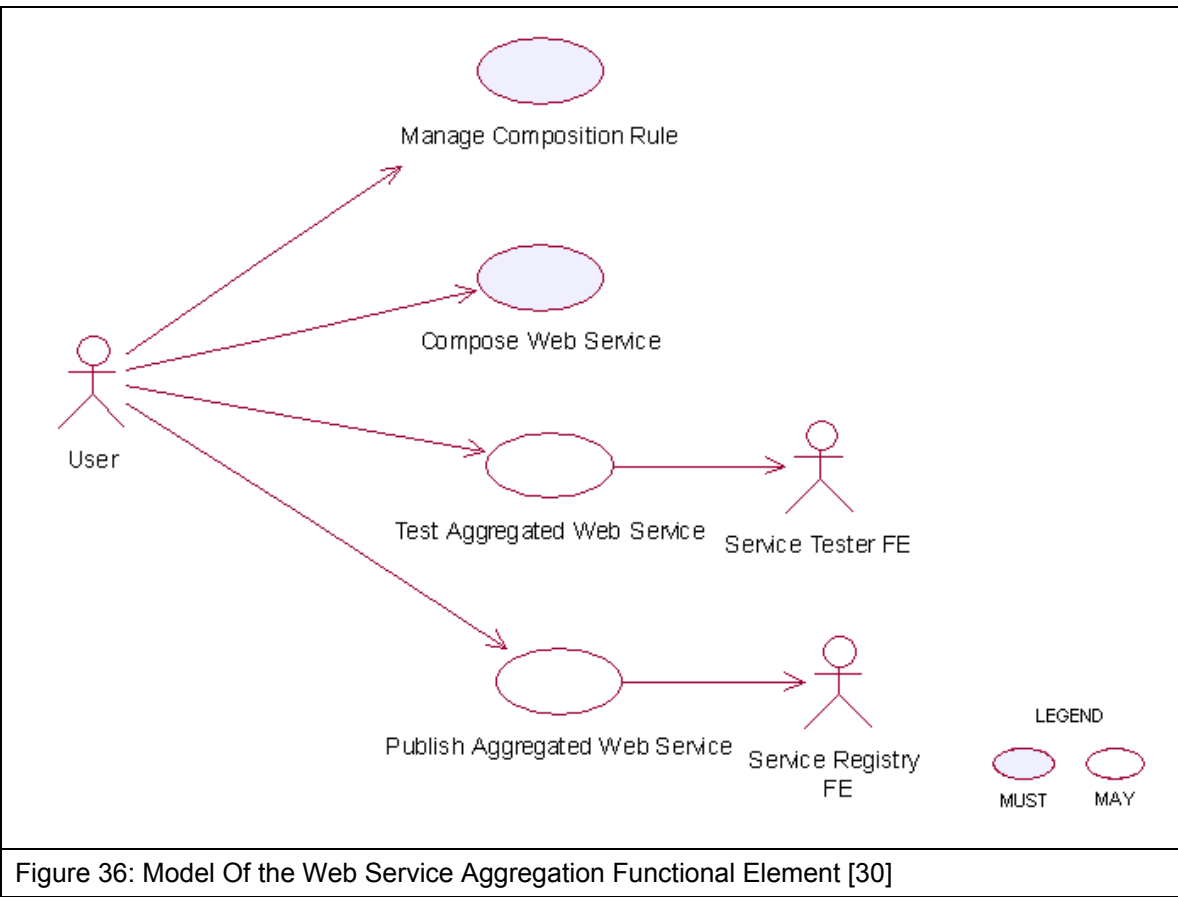 Manage Composition Rule
Compose Web Service
User
Test Aggregated Web Service
Service Tester FE
Publish Aggregated Web Service
Service Registry
FE
LEGEND
MUST
MAY
Figure 36: Model Of the Web Service Aggregation Functional Element [30]